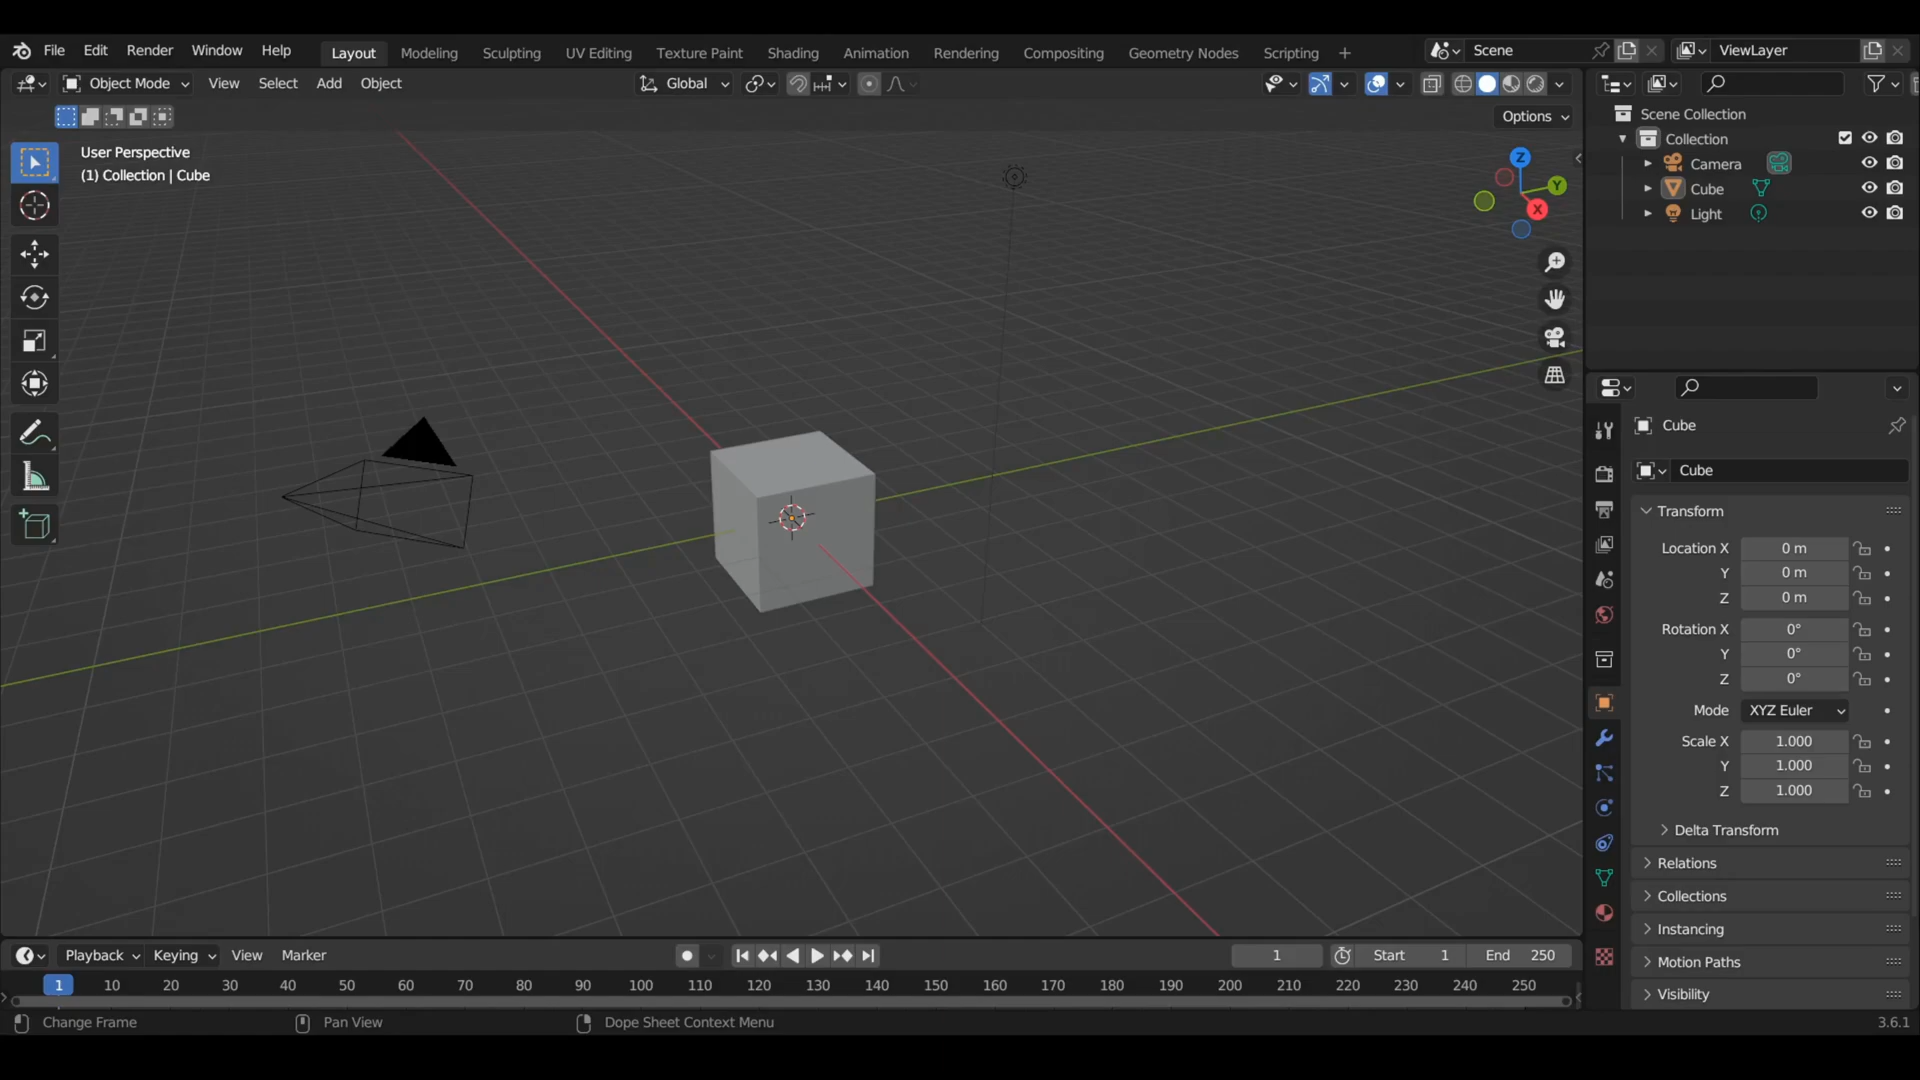 File Edit Render Window Help Layout Modeling Sculpting UV Editing Texture Paint Shading Animation Rendering Compositing Geometry Nodes Scripting + Scene ViewLayer
Object Mode View Select Add Object Global
Options
User Perspective
(1) Collection | Cube
Z
Y
X
Scene Collection
Collection
Camera
Cube
Light
Cube
Cube
Transform
Location X 0 m
Y 0 m
Z 0 m
Rotation X 0°
Y 0°
Z 0°
Mode XYZ Euler
Scale X 1.000
Y 1.000
Z 1.000
Delta Transform
Relations
Collections
Instancing
Motion Paths
Visibility
Playback Keying View Marker 1 Start 1 End 250
1 10 20 30 40 50 60 70 80 90 100 110 120 130 140 150 160 170 180 190 200 210 220 230 240 250
Change Frame Pan View Dope Sheet Context Menu 3.6.1